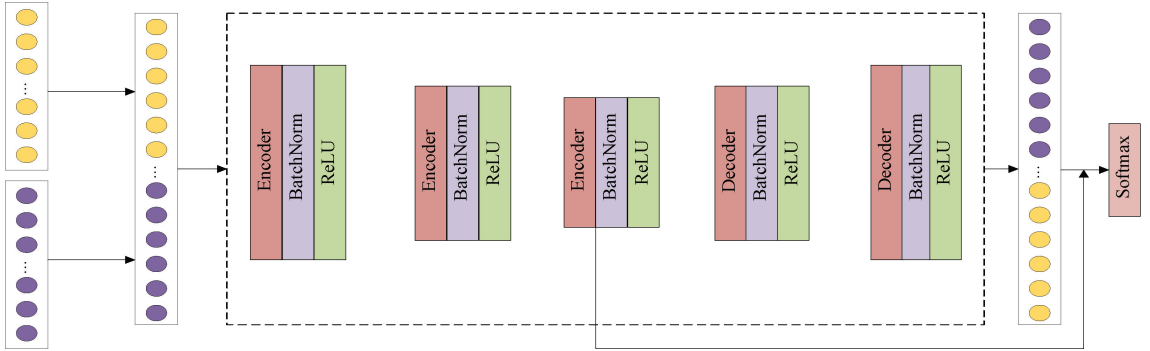 ...
...
...
Encoder
BatchNorm
ReLU
Encoder
BatchNorm
ReLU
Encoder
BatchNorm
ReLU
Decoder
BatchNorm
ReLU
Decoder
BatchNorm
ReLU
...
Softmax